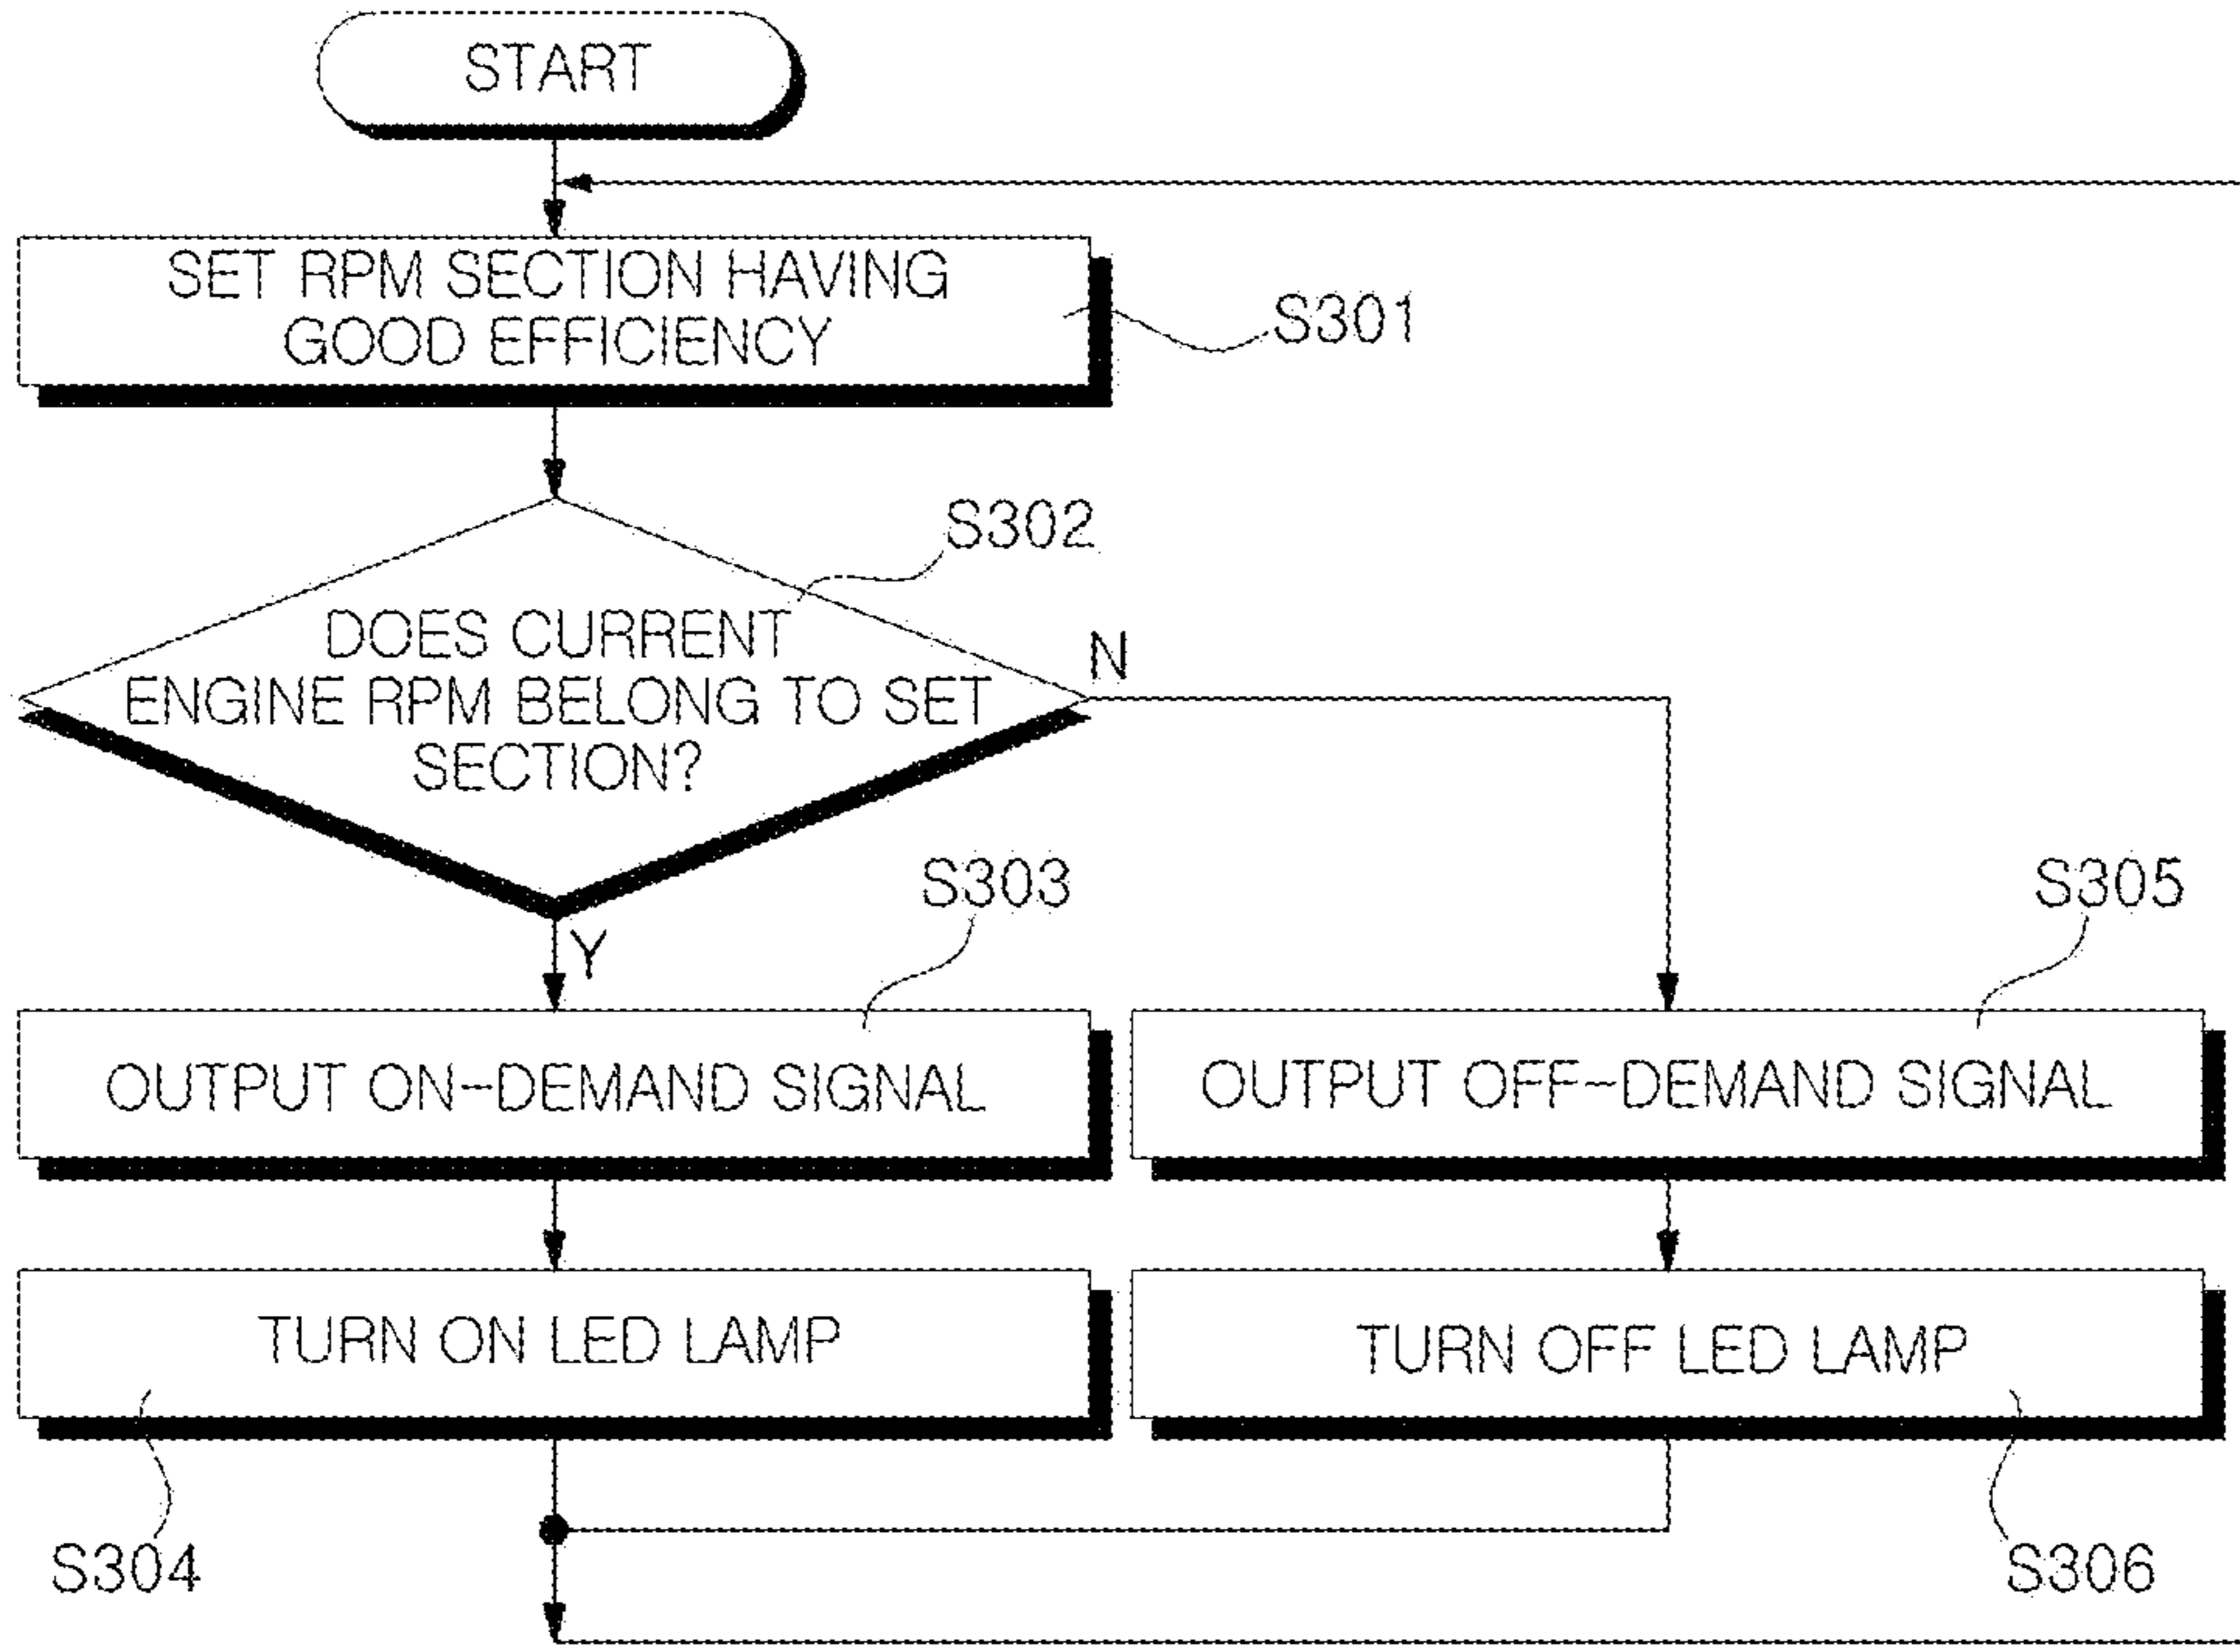 START
SET RPM SECTION HAVING
GOOD EFFICIENCY
S301
S302
DOES CURRENT
ENGINE RPM BELONG TO SET
SECTION?
N
Y
S303
S305
OUTPUT ON-DEMAND SIGNAL
OUTPUT OFF-DEMAND SIGNAL
TURN ON LED LAMP
TURN OFF LED LAMP
S304
S306